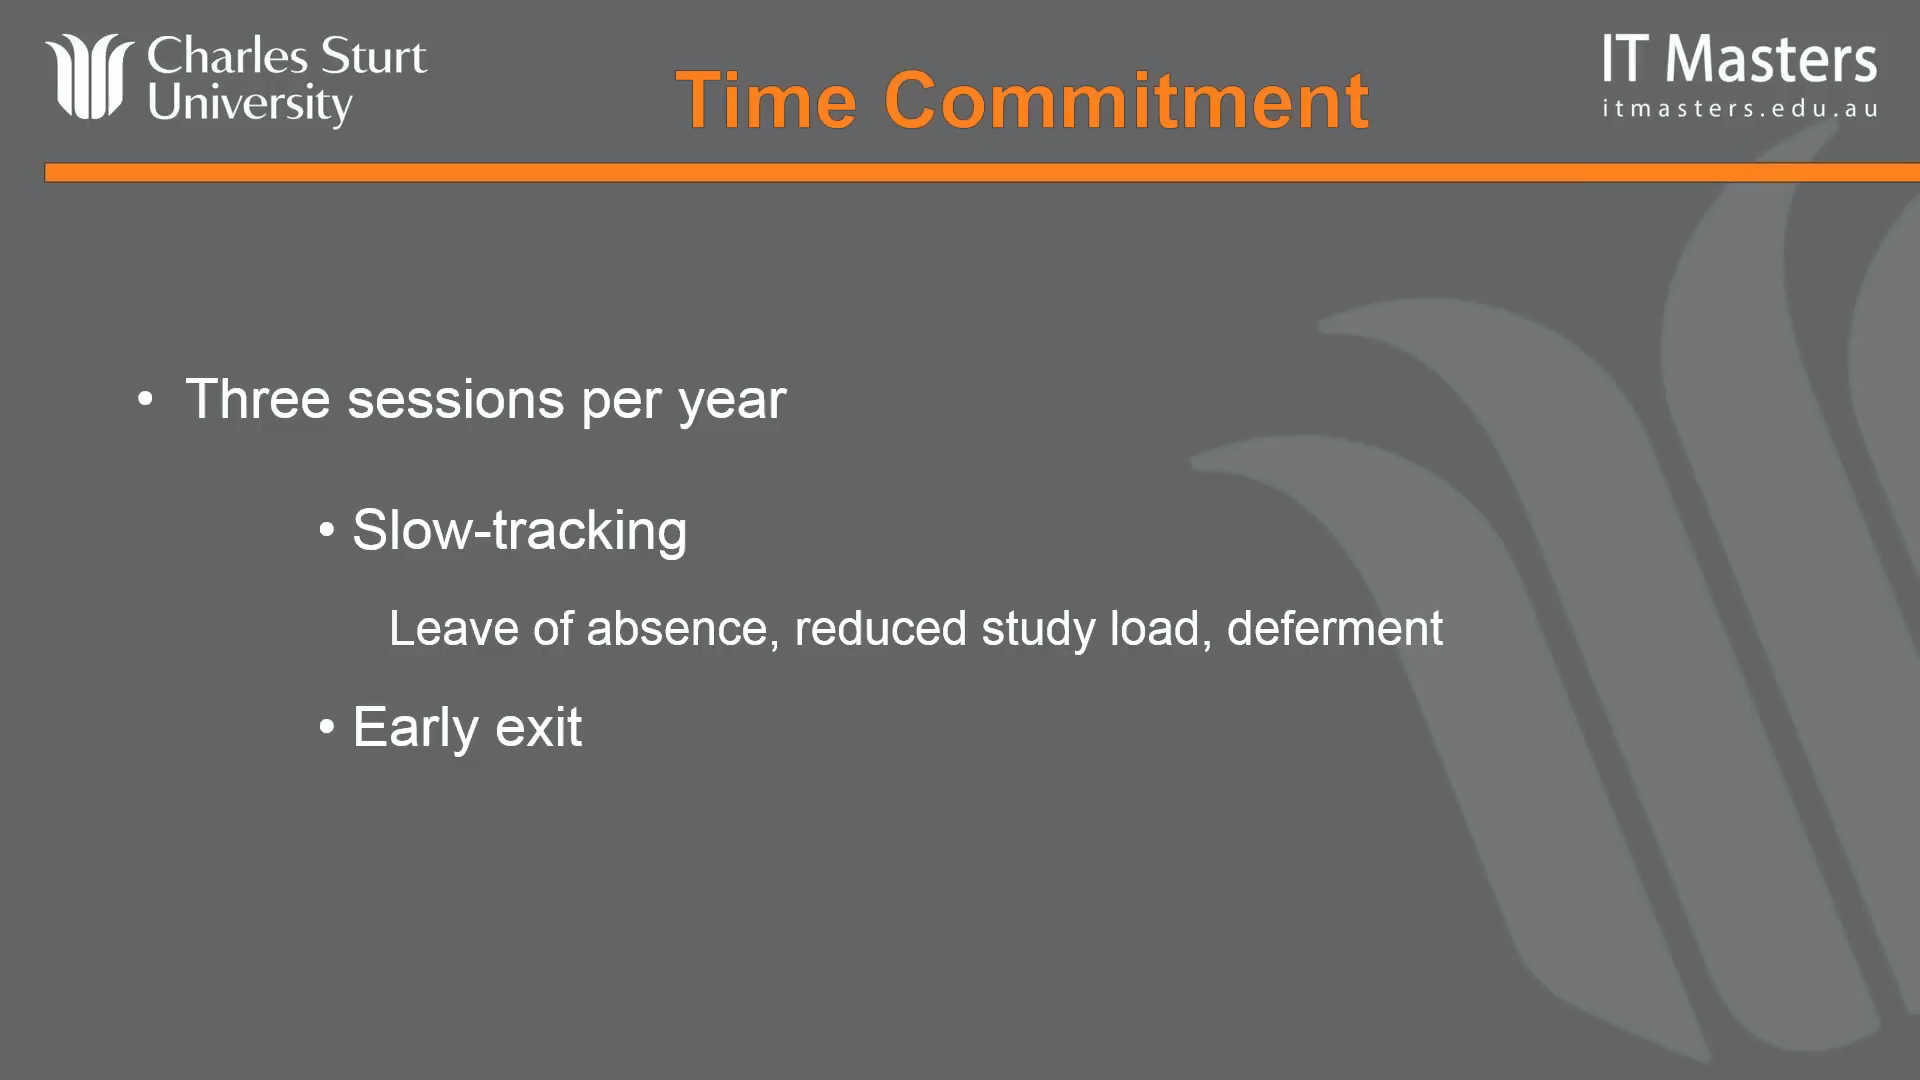 Charles Sturt
University
Time Commitment
IT Masters
itmasters.edu.au
• Three sessions per year
• Slow-tracking
Leave of absence, reduced study load, deferment
• Early exit